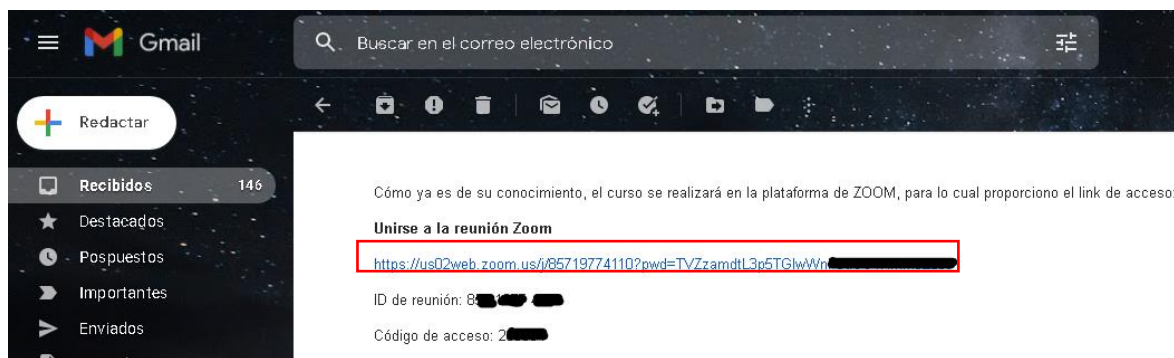 Gmail
Buscar en el correo electrónico
Redactar
Recibidos 146
Destacados
Pospuestos
Importantes
Enviados
Cómo ya es de su conocimiento, el curso se realizará en la plataforma de ZOOM, para lo cual proporciono el link de acceso:
Unirse a la reunión Zoom
https://us02web.zoom.us/j/85719774110?pwd=TVZzamdtL3p5TGlwWn
ID de reunión: 8
Código de acceso: 2